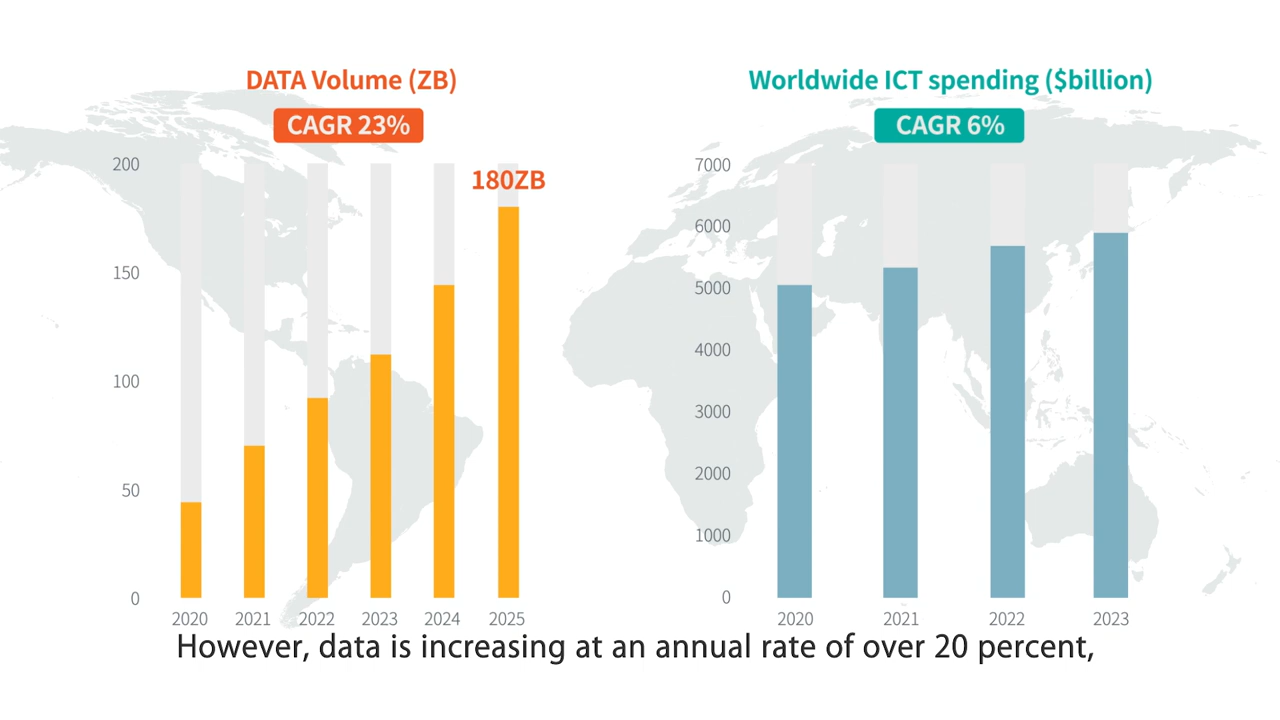 DATA Volume (ZB)
CAGR 23%
200
150
100
50
0
180ZB
2020 2021 2022 2023 2024 2025
Worldwide ICT spending ($billion)
CAGR 6%
7000
6000
5000
4000
3000
2000
1000
0
2020 2021 2022 2023
However, data is increasing at an annual rate of over 20 percent,